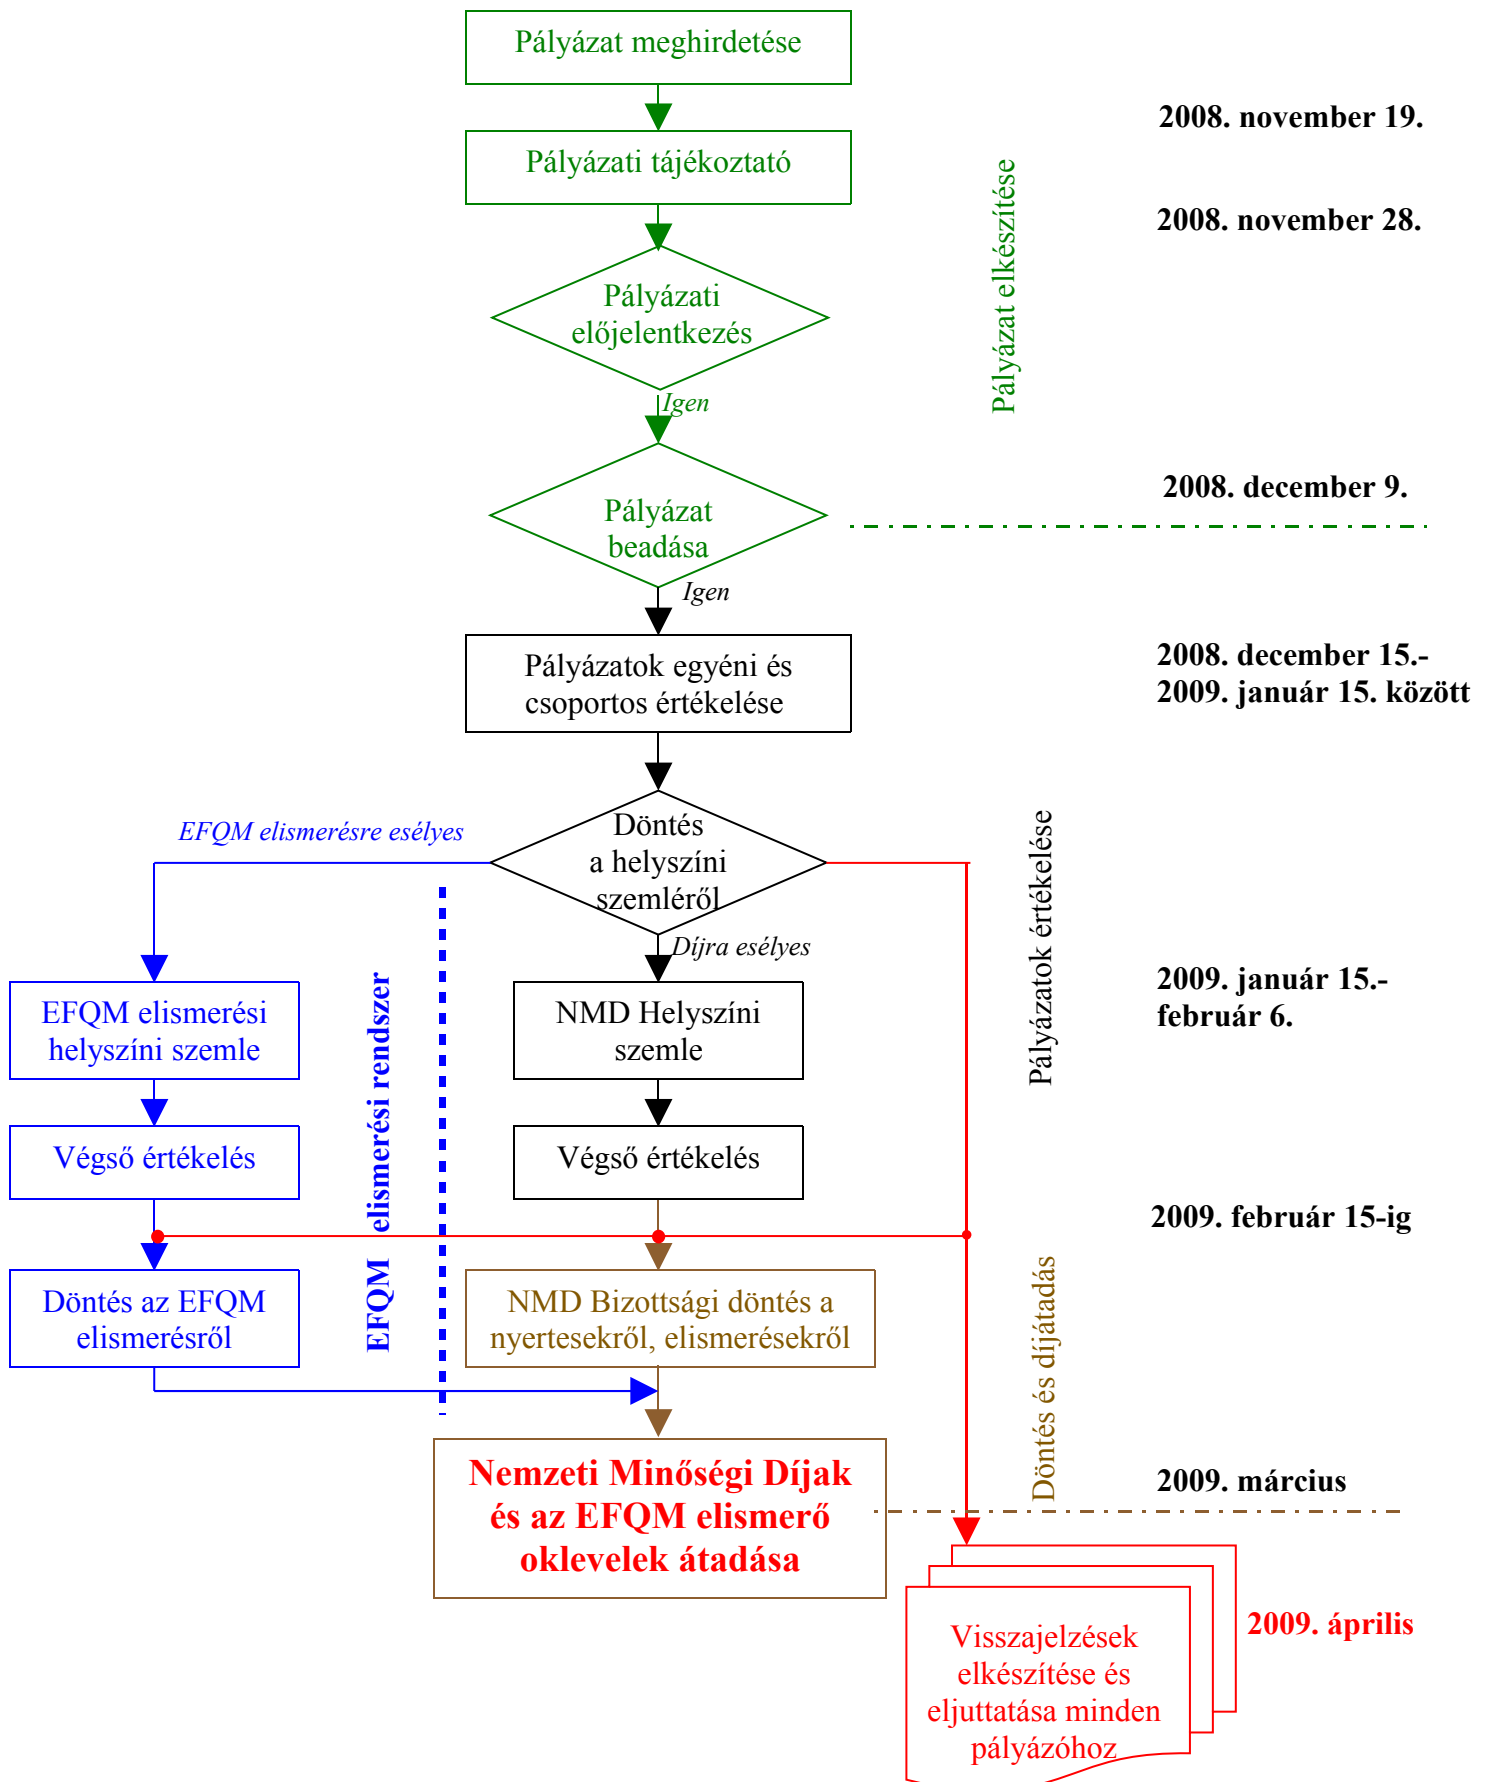 Pályázat meghirdetése
2008. november 19.
Pályázati tájékoztató
2008. november 28.
Pályázat elkészítése
Pályázati
előjelentkezés
Igen
2008. december 9.
Pályázat
beadása
Igen
Pályázatok egyéni és
csoportos értékelése
2008. december 15.-
2009. január 15. között
EFQM elismerésre esélyes
Döntés
a helyszíni
szemléről
Díjra esélyes
Pályázatok értékelése
EFQM elismerési
helyszíni szemle
EFQM elismerési rendszer
NMD Helyszíni
szemle
2009. január 15.-
február 6.
Végső értékelés
Végső értékelés
2009. február 15-ig
Döntés az EFQM
elismerésről
NMD Bizottsági döntés a
nyertesekről, elismerésekről
Döntés és díjátadás
Nemzeti Minőségi Díjak
és az EFQM elismerő
oklevelek átadása
2009. március
Visszajelzések
elkészítése és
eljuttatása minden
pályázóhoz
2009. április